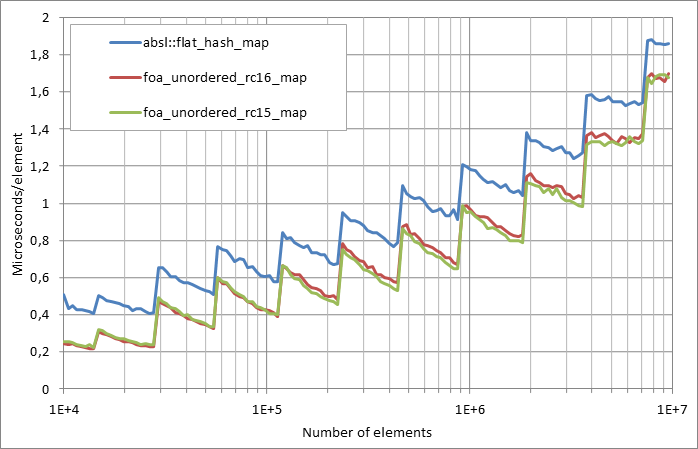 2
1,8
1,6
1,4
1,2
1
0,8
0,6
0,4
0,2
0
Microseconds/element
absl::flat_hash_map
foa_unordered_rc16_map
foa_unordered_rc15_map
1E+4 1E+5 1E+6 1E+7
Number of elements